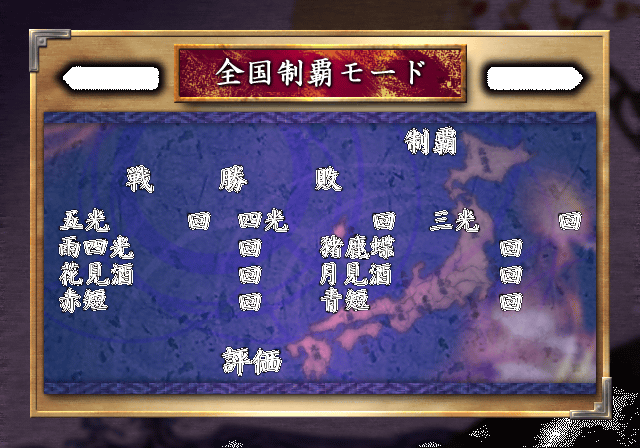 全国制覇モード
制覇
戦 勝 敗
五光 回 四光 回 三光 回
雨四光 回 猪鹿蝶 回
花見酒 回 月見酒 回
赤短 回 青短 回
評価